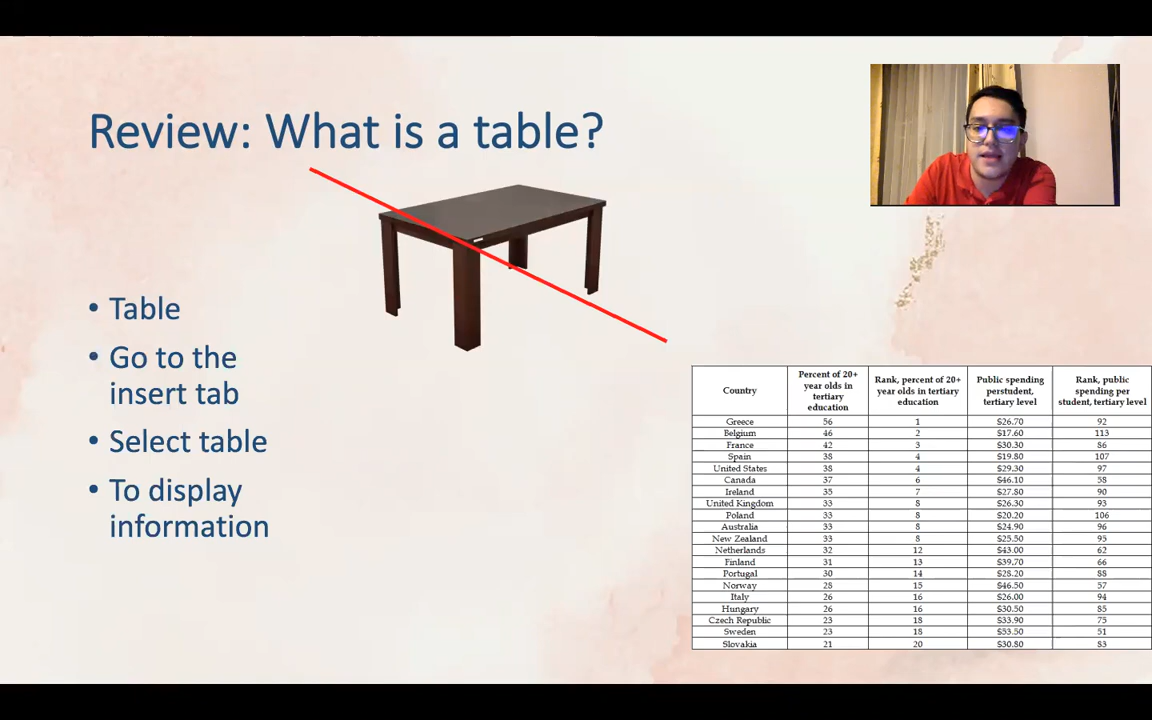 Review: What is a table?
• Table
• Go to the
insert tab
• Select table
• To display
information
Country | Percent of 20+ year olds in tertiary education | Rank, percent of 20+ year olds in tertiary education | Public spending perstudent, tertiary level | Rank, public spending per student, tertiary level
Greece 56 1 $26.70 92
Belgium 46 2 $17.60 113
France 42 3 $30.30 86
Spain 38 4 $19.80 107
United States 38 4 $29.30 97
Canada 37 6 $46.10 58
Ireland 35 7 $27.80 90
United Kingdom 33 8 $26.30 93
Poland 33 8 $20.20 106
Australia 33 8 $24.90 96
New Zealand 33 8 $25.50 95
Netherlands 32 12 $43.00 62
Finland 31 13 $39.70 66
Portugal 30 14 $28.20 88
Norway 28 15 $46.50 57
Italy 26 16 $26.00 94
Hungary 26 16 $30.50 85
Czech Republic 23 18 $33.90 75
Sweden 23 18 $53.50 51
Slovakia 21 20 $30.80 83